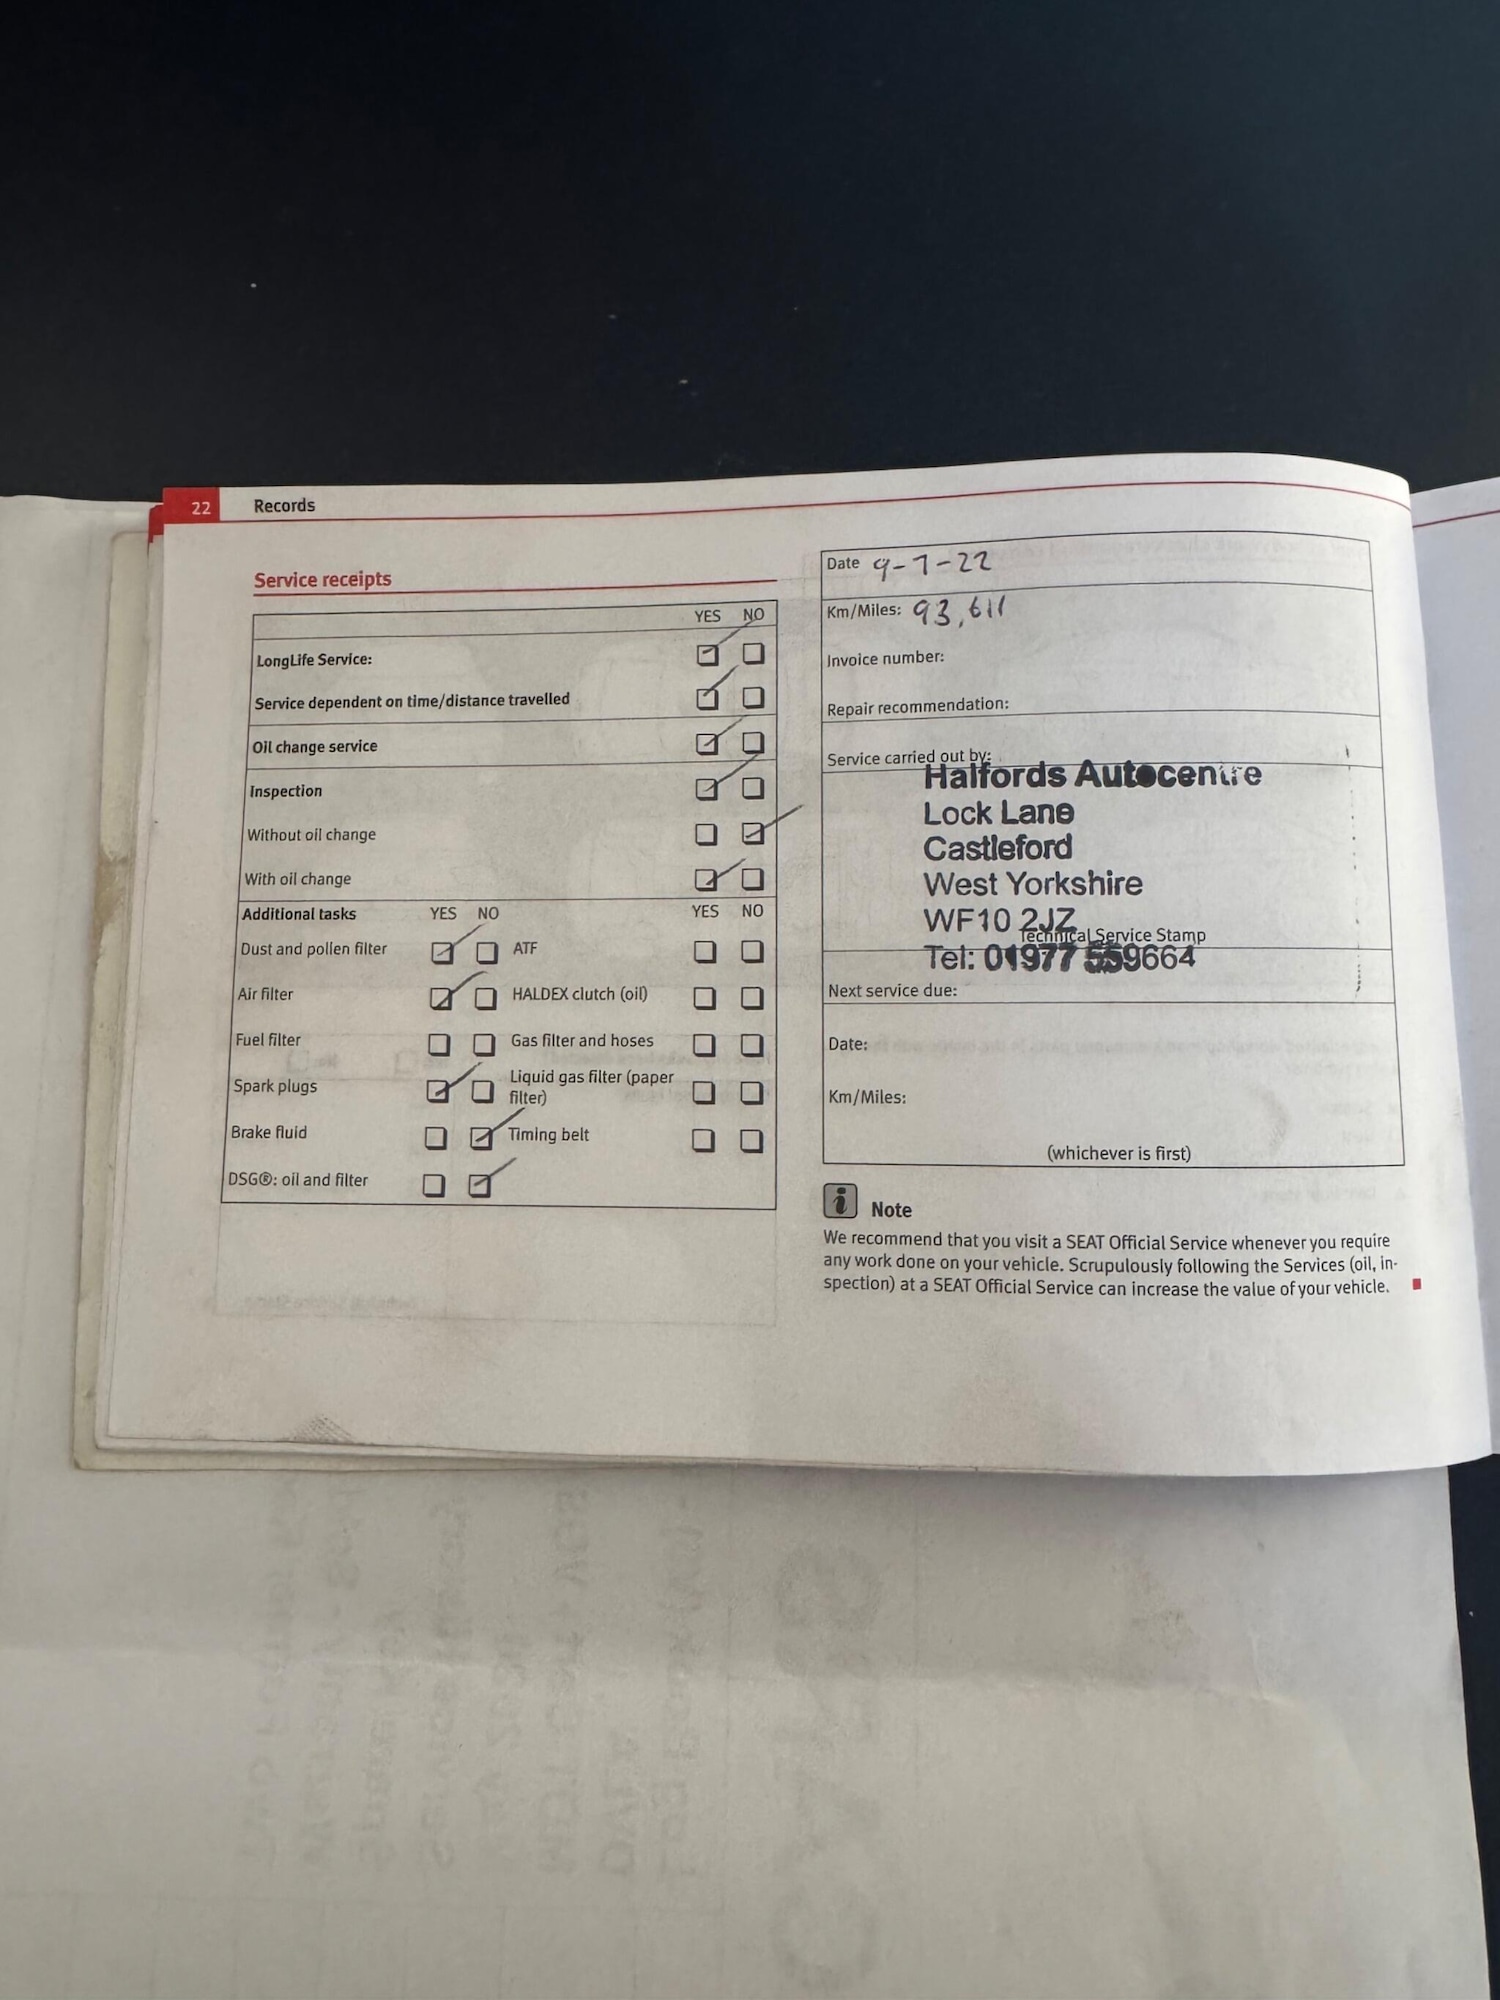 22 Records
Service receipts
YES NO
LongLife Service:
Service dependent on time/distance travelled
Oil change service
Inspection
Without oil change
With oil change
Additional tasks YES NO YES NO
Dust and pollen filter ATF
Air filter HALDEX clutch (oil)
Fuel filter Gas filter and hoses
Spark plugs Liquid gas filter (paper
filter)
Brake fluid Timing belt
DSG®: oil and filter
Date 9-7-22
Km/Miles: 93,611
Invoice number:
Repair recommendation:
Service carried out by:
Halfords Autocentre
Lock Lane
Castleford
West Yorkshire
WF10 2JZ
Technical Service Stamp
Tel: 01977 559664
Next service due:
Date:
Km/Miles:
(whichever is first)
i Note
We recommend that you visit a SEAT Official Service whenever you require
any work done on your vehicle. Scrupulously following the Services (oil, in-
spection) at a SEAT Official Service can increase the value of your vehicle.